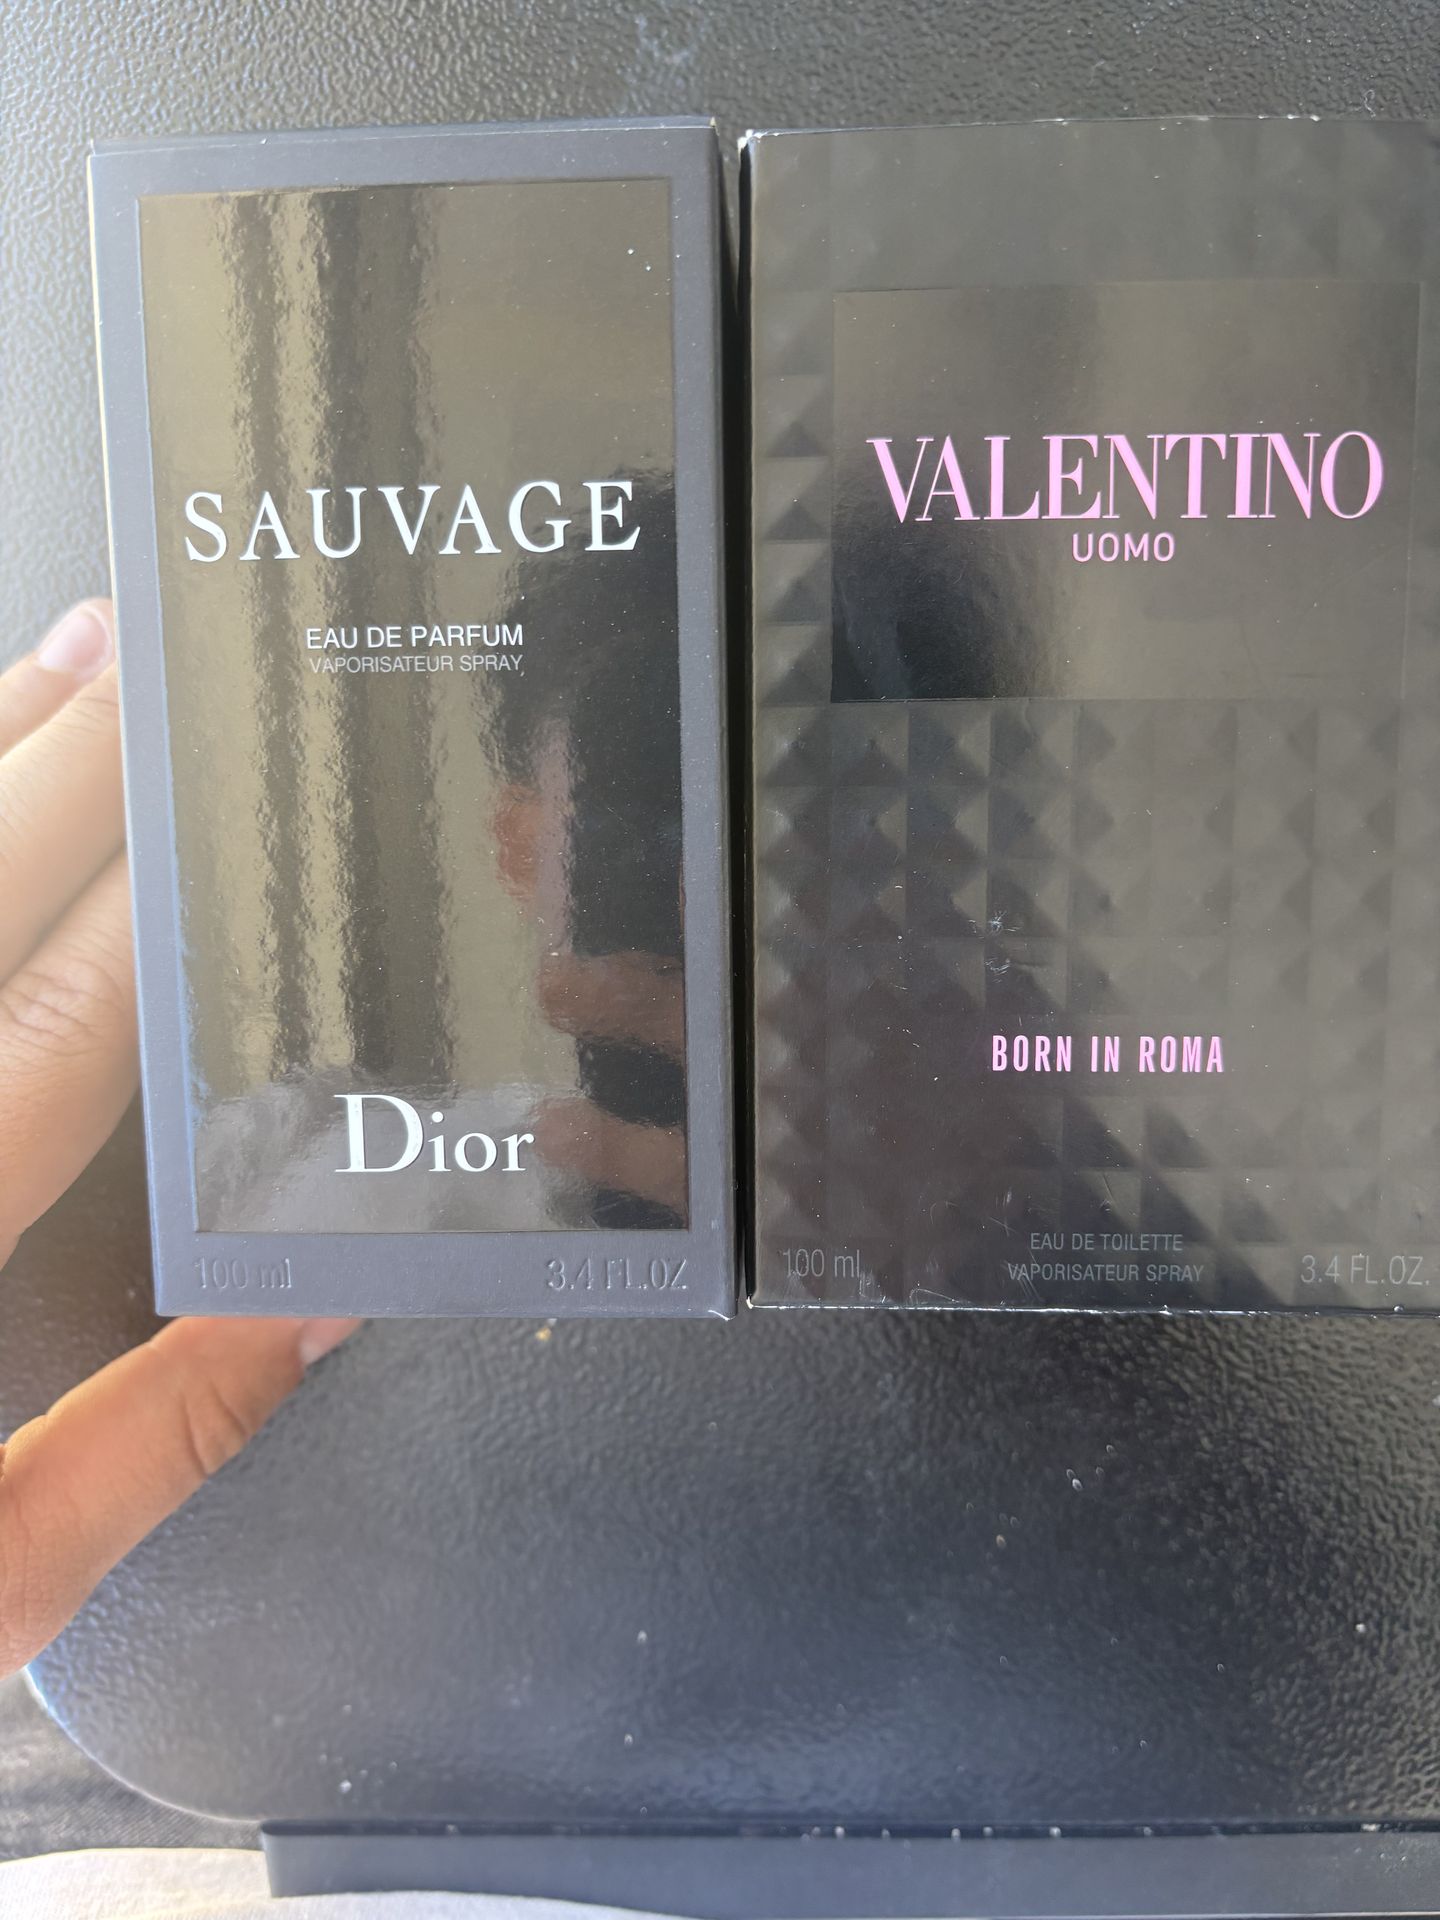 SAUVAGE
EAU DE PARFUM
VAPORISATEUR SPRAY
Dior
100 ml 3.4 FL.OZ
VALENTINO
UOMO
BORN IN ROMA
EAU DE TOILETTE
100 ml VAPORISATEUR SPRAY 3.4 FL.OZ.